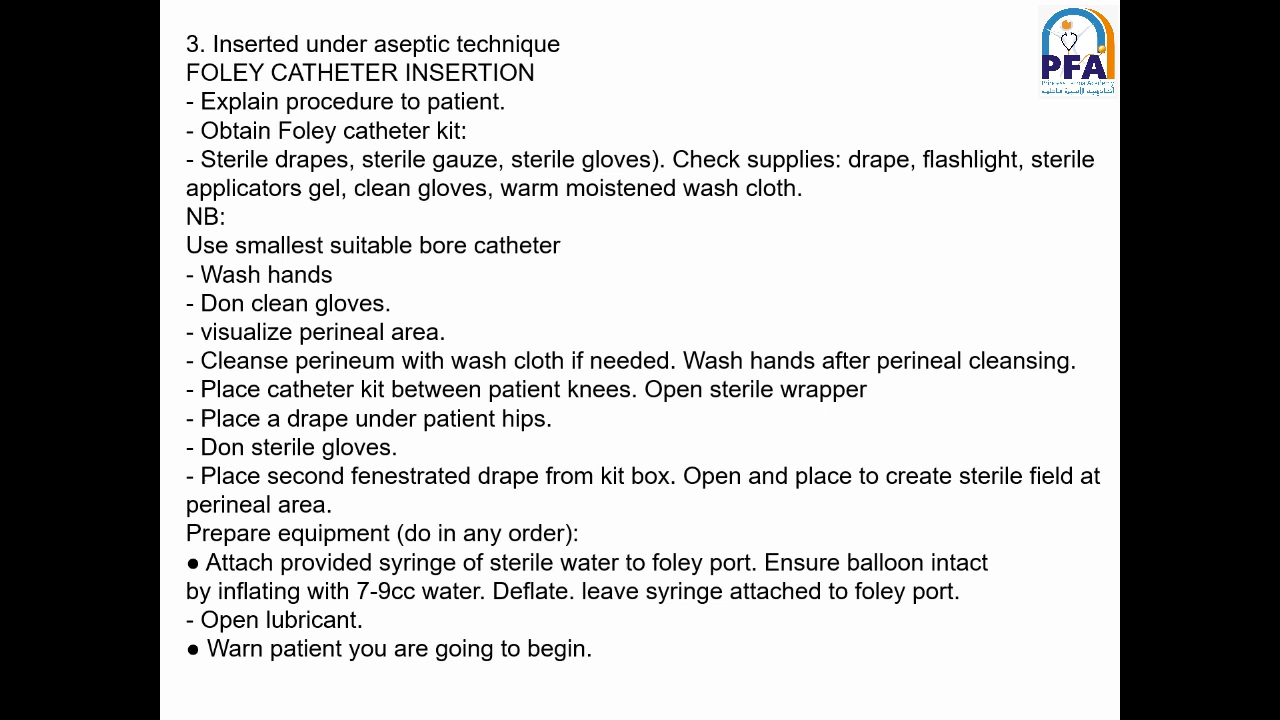 3. Inserted under aseptic technique
FOLEY CATHETER INSERTION
- Explain procedure to patient.
- Obtain Foley catheter kit:
- Sterile drapes, sterile gauze, sterile gloves). Check supplies: drape, flashlight, sterile
applicators gel, clean gloves, warm moistened wash cloth.
NB:
Use smallest suitable bore catheter
- Wash hands
- Don clean gloves.
- visualize perineal area.
- Cleanse perineum with wash cloth if needed. Wash hands after perineal cleansing.
- Place catheter kit between patient knees. Open sterile wrapper
- Place a drape under patient hips.
- Don sterile gloves.
- Place second fenestrated drape from kit box. Open and place to create sterile field at
perineal area.
Prepare equipment (do in any order):
● Attach provided syringe of sterile water to foley port. Ensure balloon intact
by inflating with 7-9cc water. Deflate. leave syringe attached to foley port.
- Open lubricant.
● Warn patient you are going to begin.
PFA